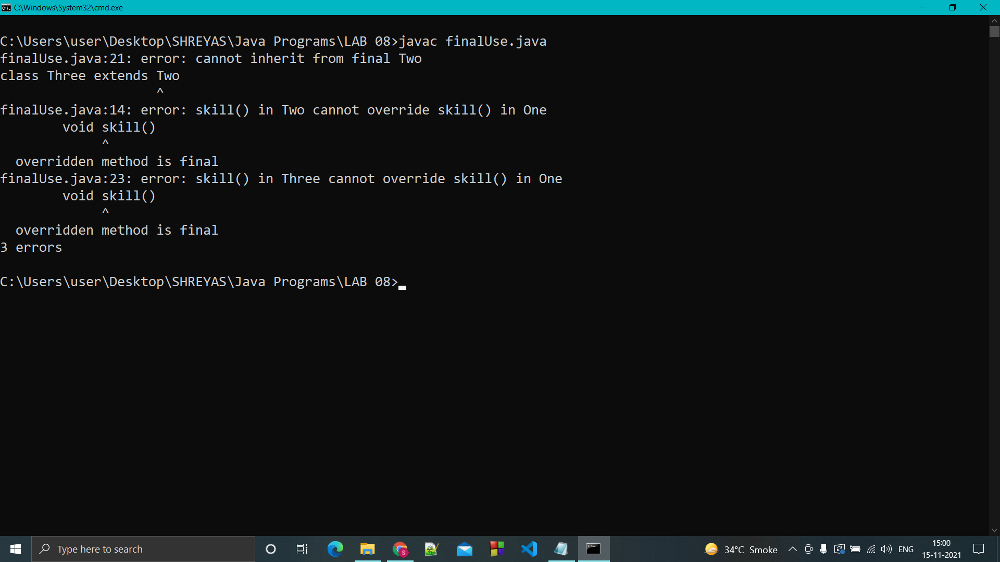 C:\Windows\System32\cmd.exe
C:\Users\user\Desktop\SHREYAS\Java Programs\LAB 08>javac finalUse.java
finalUse.java:21: error: cannot inherit from final Two
class Three extends Two
                    ^
finalUse.java:14: error: skill() in Two cannot override skill() in One
        void skill()
             ^
  overridden method is final
finalUse.java:23: error: skill() in Three cannot override skill() in One
        void skill()
             ^
  overridden method is final
3 errors
C:\Users\user\Desktop\SHREYAS\Java Programs\LAB 08>
Type here to search
S
34°C Smoke
ENG
15:00
15-11-2021